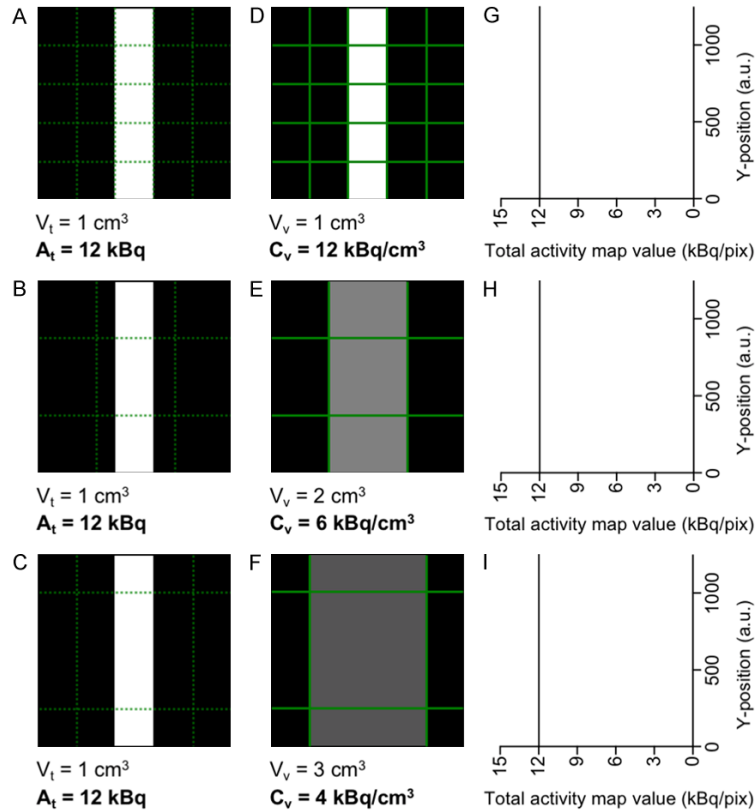 A
V_t = 1 cm³
A_t = 12 kBq
D
V_v = 1 cm³
C_v = 12 kBq/cm³
G
15
12
9
6
3
0
Total activity map value (kBq/pix)
0
500
1000
Y-position (a.u.)
B
V_t = 1 cm³
A_t = 12 kBq
E
V_v = 2 cm³
C_v = 6 kBq/cm³
H
15
12
9
6
3
0
Total activity map value (kBq/pix)
0
500
1000
Y-position (a.u.)
C
V_t = 1 cm³
A_t = 12 kBq
F
V_v = 3 cm³
C_v = 4 kBq/cm³
I
15
12
9
6
3
0
Total activity map value (kBq/pix)
0
500
1000
Y-position (a.u.)